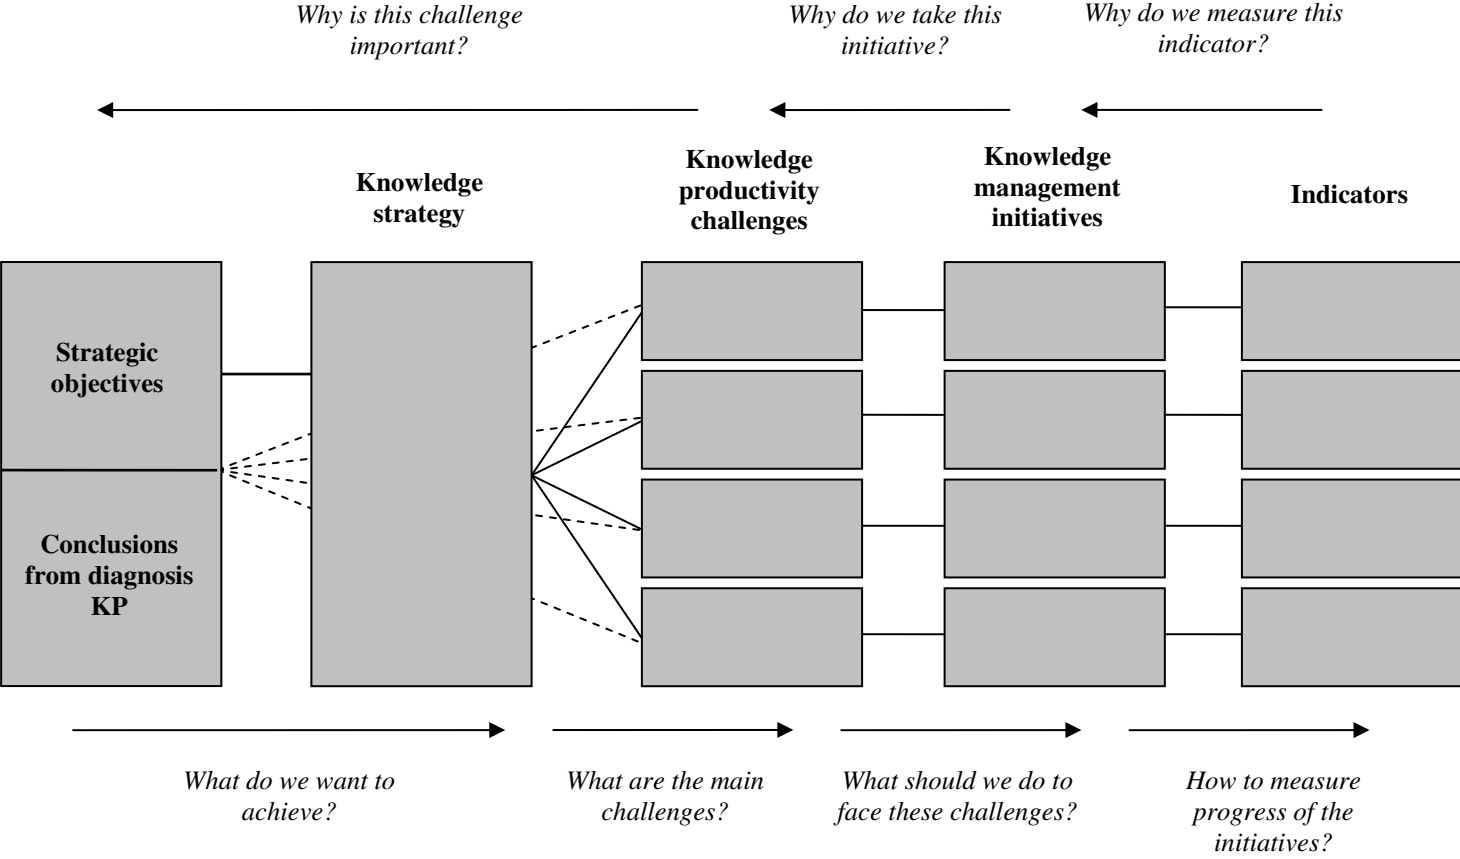 Why is this challenge
important?
Why do we take this
initiative?
Why do we measure this
indicator?
Knowledge
strategy
Knowledge
productivity
challenges
Knowledge
management
initiatives
Indicators
Strategic
objectives
Conclusions
from diagnosis
KP
What do we want to
achieve?
What are the main
challenges?
What should we do to
face these challenges?
How to measure
progress of the
initiatives?